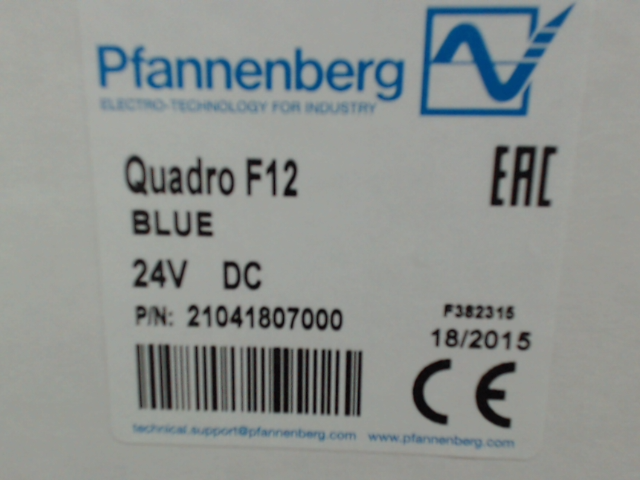 Pfannenberg
ELECTRO-TECHNOLOGY FOR INDUSTRY
Quadro F12
EAC
BLUE
24V DC
P/N: 21041807000
F382315
18/2015
CE
technical.support@pfannenberg.com www.pfannenberg.com